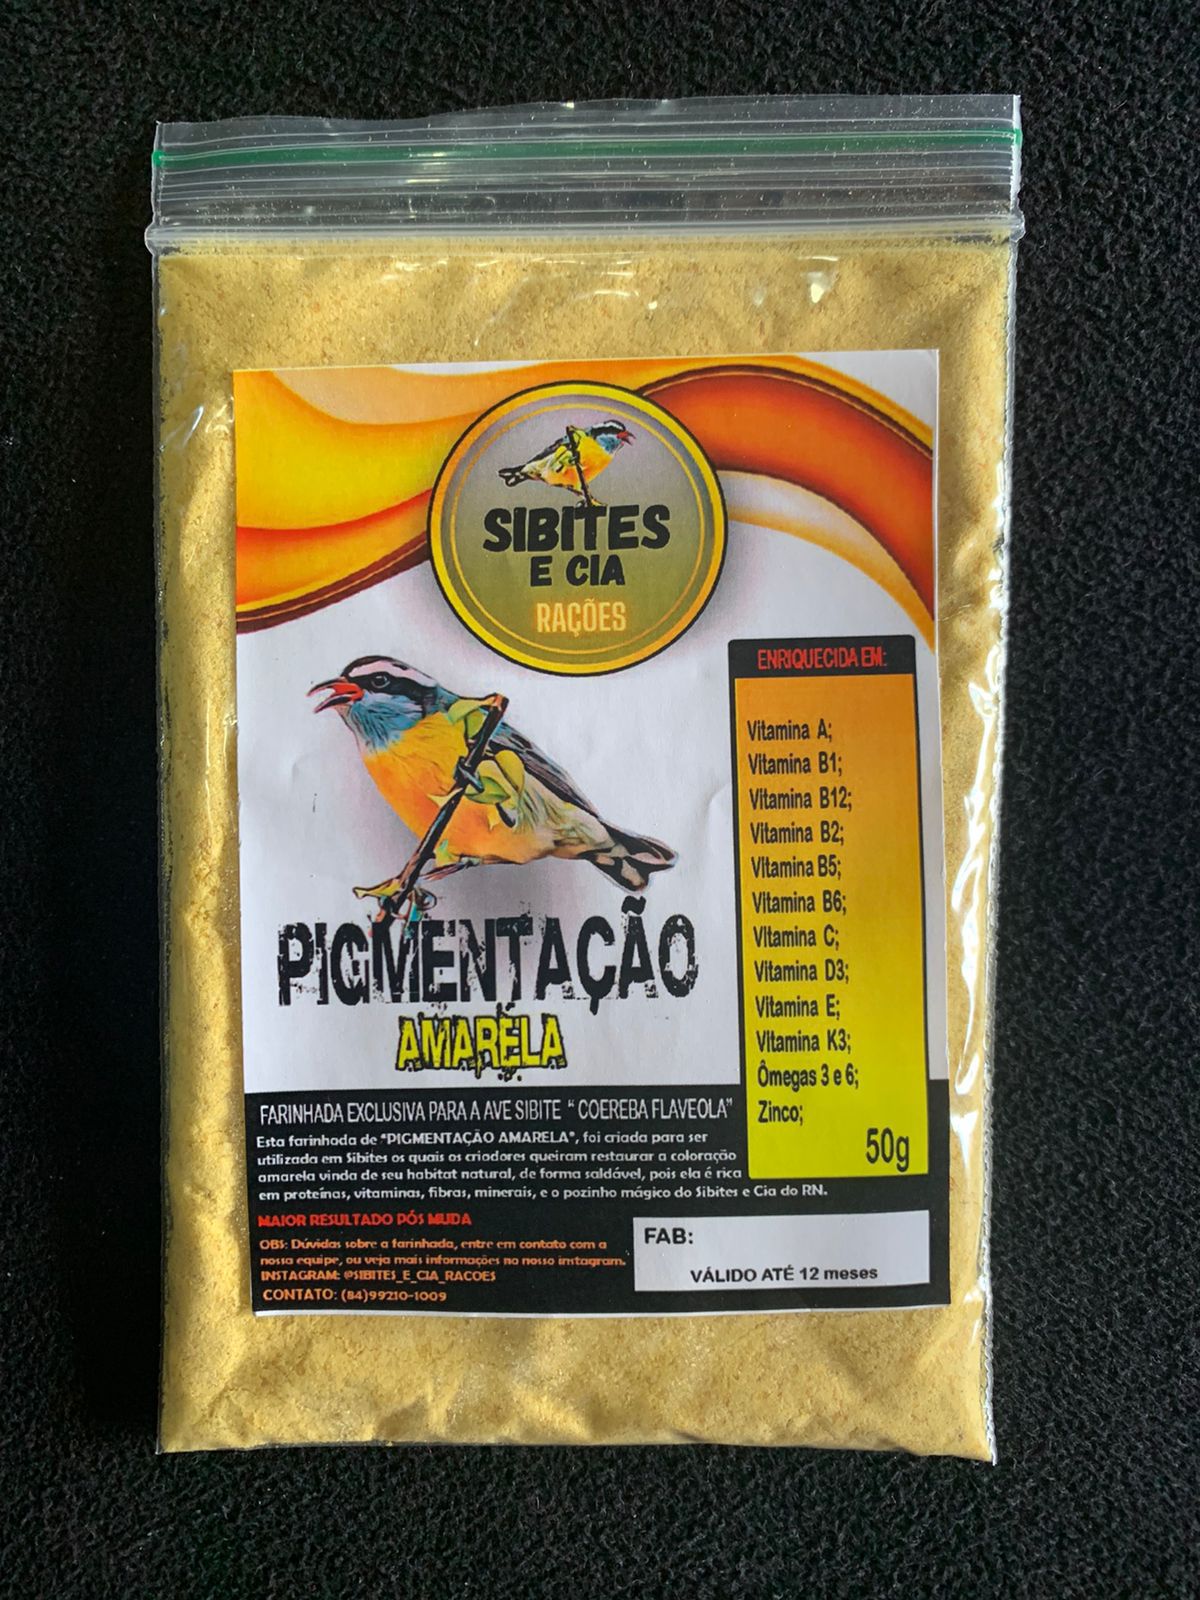 SIBITES
E CIA
RAÇÕES
ENRIQUECIDA EM:
Vitamina A;
Vitamina B1;
Vitamina B12;
Vitamina B2;
Vitamina B5;
Vitamina B6;
Vitamina C;
Vitamina D3;
Vitamina E;
Vitamina K3;
Ômegas 3 e 6;
Zinco;
50g
PIGMENTAÇÃO
AMARELA
FARINHADA EXCLUSIVA PARA A AVE SIBITE “ COEREBA FLAVEOLA”
Esta farinhada de "PIGMENTAÇÃO AMARELA", foi criada para ser
utilizada em Sibites os quais os criadores queiram restaurar a coloração
amarela vinda de seu habitat natural, de forma saldável, pois ela é rica
em proteínas, vitaminas, fibras, minerais, e o pozinho mágico do Sibites e Cia do RN.
MAIOR RESULTADO PÓS MUDA
OBS: Dúvidas sobre a farinhada, entre em contato com a
nossa equipe, ou veja mais informações no nosso instagram.
INSTAGRAM: @SIBITES_E_CIA_RACOES
CONTATO: (84)99210-1009
FAB:
VÁLIDO ATÉ 12 meses